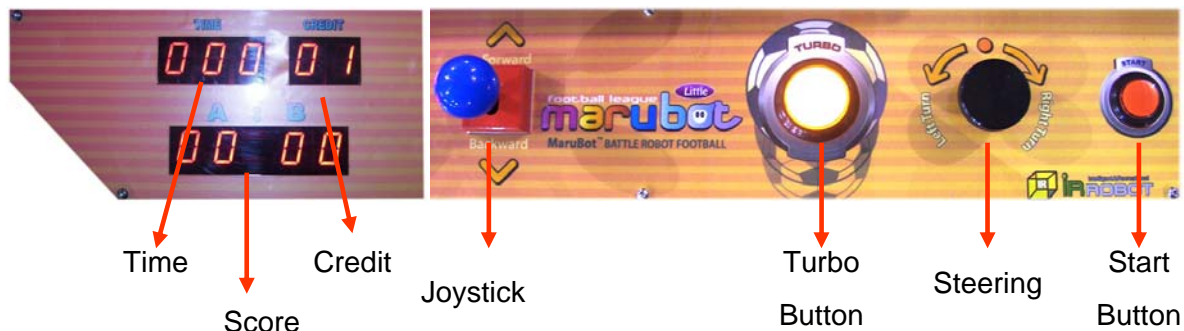 TIME CREDIT
000 01
A : B
00 00
Forward
football league Little
marubot
Backward
MaruBot™ BATTLE ROBOT FOOTBALL
TURBO
Left Turn
Right Turn
START
iR ROBOT
Time
Score
Credit
Joystick
Turbo
Button
Steering
Start
Button